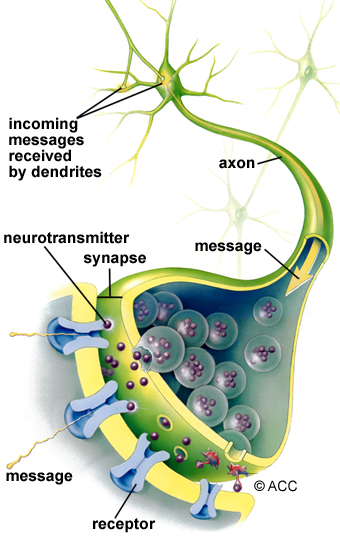 incoming
messages
received
by dendrites
axon
neurotransmitter
synapse
message
message
receptor
© ACC